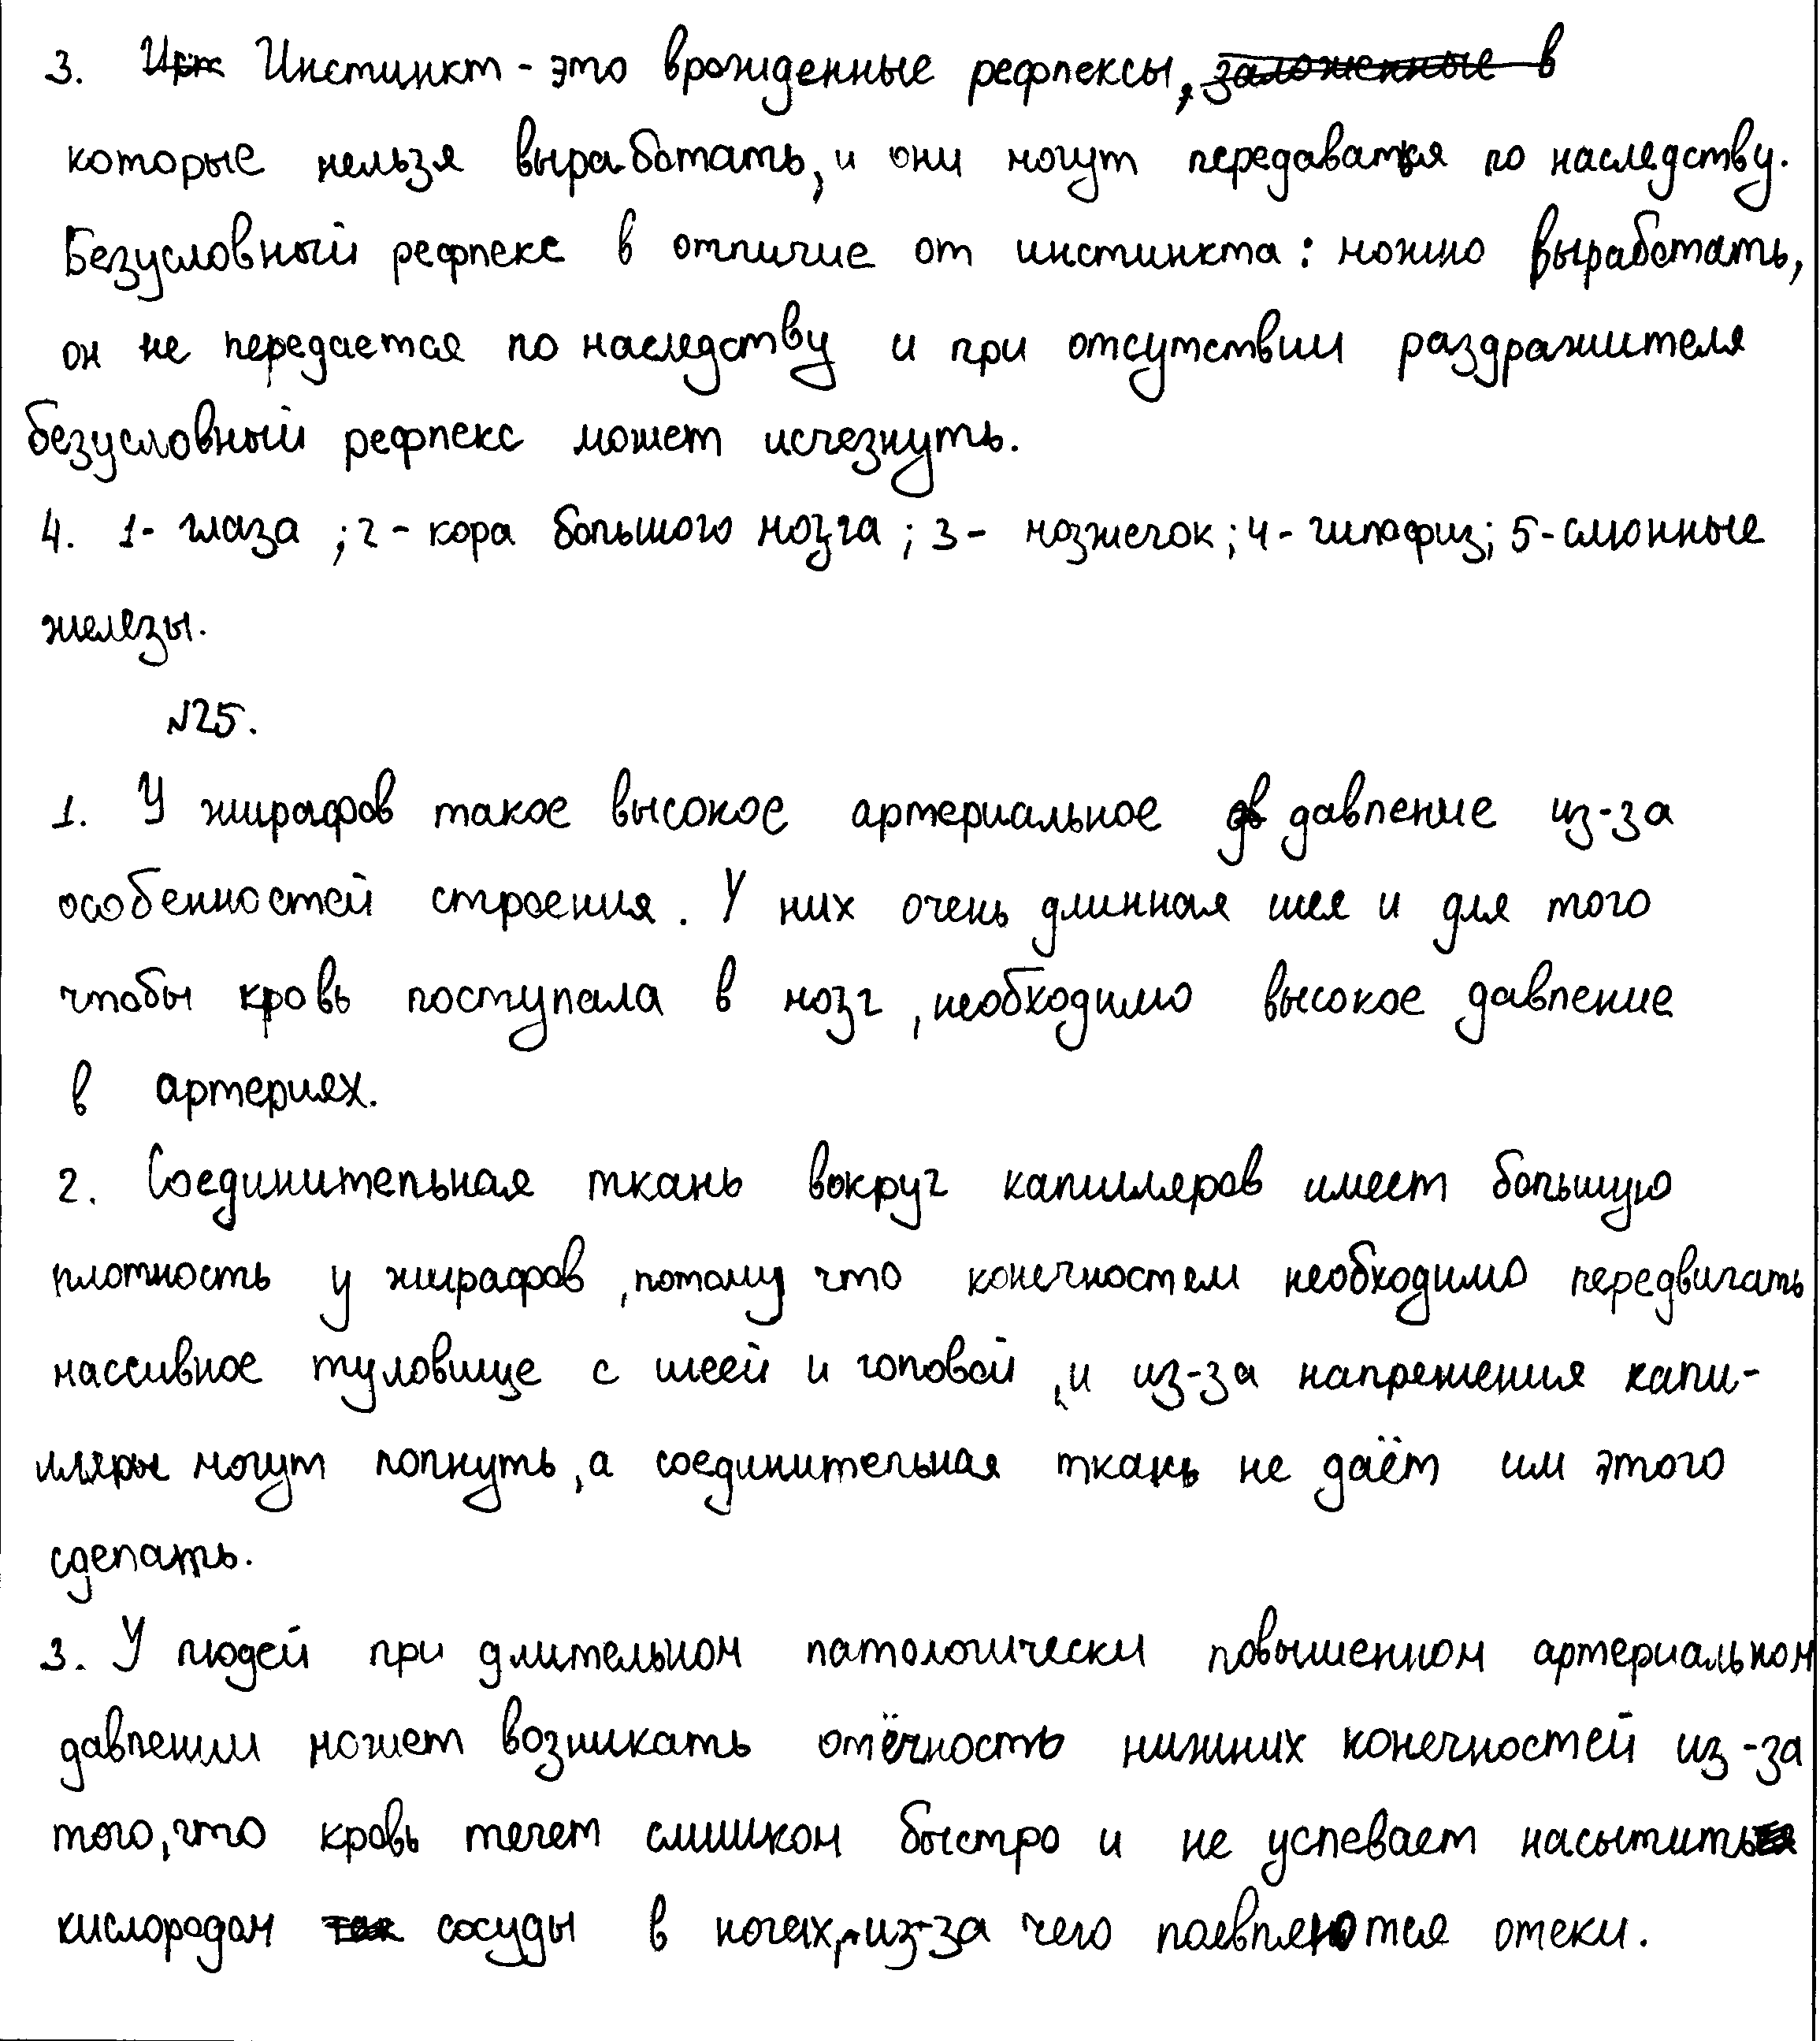 3. Инстинкт - это врожденные рефлексы, заложенные в
которые нельзя выработать, и они могут передаваться по наследству.
Безусловный рефлекс в отличие от инстинкта: можно выработать,
он не передается по наследству и при отсутствии раздражителя
безусловный рефлекс может исчезнуть.
4. 1- глаза ; 2 - кора большого мозга ; 3 - мозжечок ; 4 - гипофиз; 5 - слюнные
железы.
№25.
1. У жирафов такое высокое артериальное дв давление из-за
особенностей строения. У них очень длинная шея и для того
чтобы кровь поступала в мозг, необходимо высокое давление
в артериях.
2. Соединительная ткань вокруг капилляров имеет большую
плотность у жирафов, потому что конечностем необходимо передвигать
массивное туловище с шеей и головой, и из-за напряжения капи-
лляры могут лопнуть, а соединительная ткань не даёт им этого
сделать.
3. У людей при длительном патологически повышенном артериальном
давлении может возникать отёчность нижних конечностей из-за
того, что кровь течет слишком быстро и не успевает насытить
кислородом так сосуды в ногах, из-за чего появляются отеки.